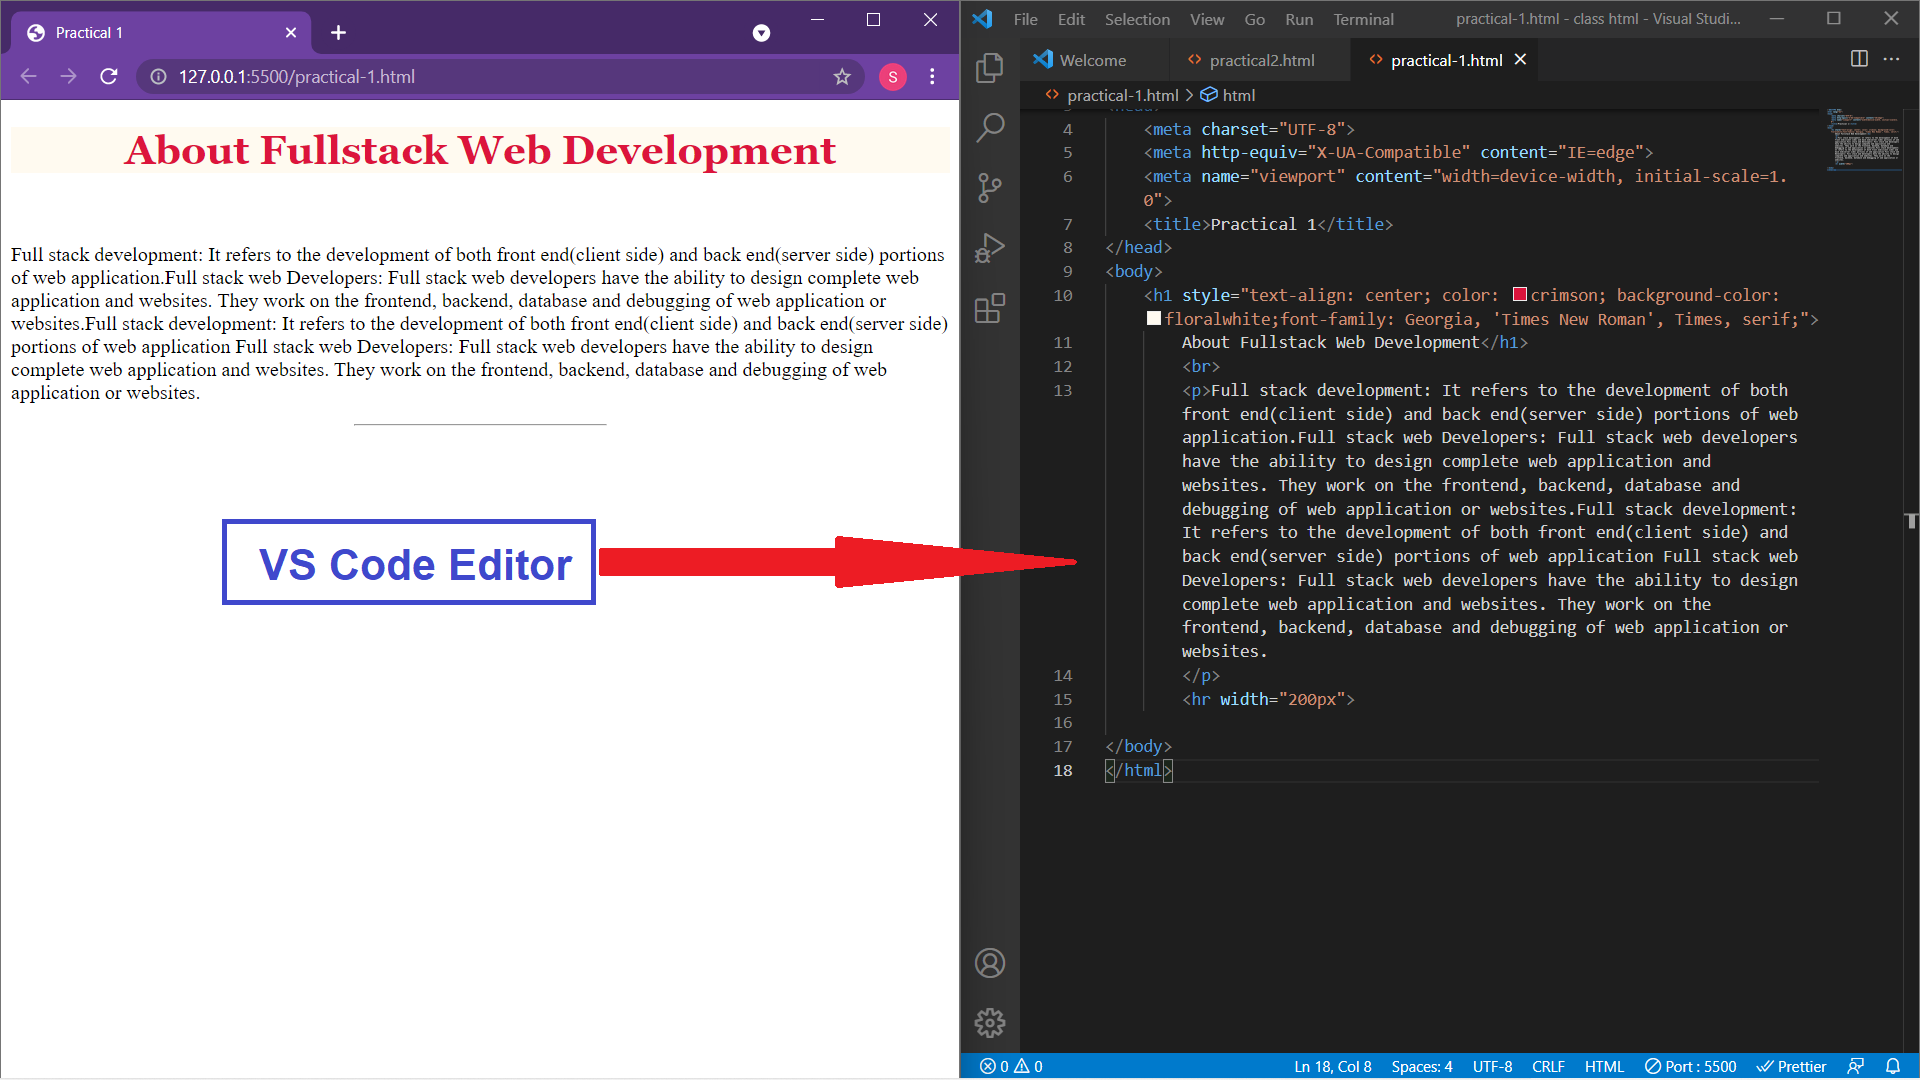 Practical 1
127.0.0.1:5500/practical-1.html
S
About Fullstack Web Development
Full stack development: It refers to the development of both front end(client side) and back end(server side) portions
of web application.Full stack web Developers: Full stack web developers have the ability to design complete web
application and websites. They work on the frontend, backend, database and debugging of web application or
websites.Full stack development: It refers to the development of both front end(client side) and back end(server side)
portions of web application Full stack web Developers: Full stack web developers have the ability to design
complete web application and websites. They work on the frontend, backend, database and debugging of web
application or websites.
VS Code Editor
File Edit Selection View Go Run Terminal practical-1.html - class html - Visual Studi...
Welcome practical2.html practical-1.html
practical-1.html > html
4 <meta charset="UTF-8">
5 <meta http-equiv="X-UA-Compatible" content="IE=edge">
6 <meta name="viewport" content="width=device-width, initial-scale=1.
0">
7 <title>Practical 1</title>
8 </head>
9 <body>
10 <h1 style="text-align: center; color: crimson; background-color:
floralwhite;font-family: Georgia, 'Times New Roman', Times, serif;">
11 About Fullstack Web Development</h1>
12 <br>
13 <p>Full stack development: It refers to the development of both
front end(client side) and back end(server side) portions of web
application.Full stack web Developers: Full stack web developers
have the ability to design complete web application and
websites. They work on the frontend, backend, database and
debugging of web application or websites.Full stack development:
It refers to the development of both front end(client side) and
back end(server side) portions of web application Full stack web
Developers: Full stack web developers have the ability to design
complete web application and websites. They work on the
frontend, backend, database and debugging of web application or
websites.
14 </p>
15 <hr width="200px">
16
17 </body>
18 </html>
0 0 Ln 18, Col 8 Spaces: 4 UTF-8 CRLF HTML Port : 5500 Prettier